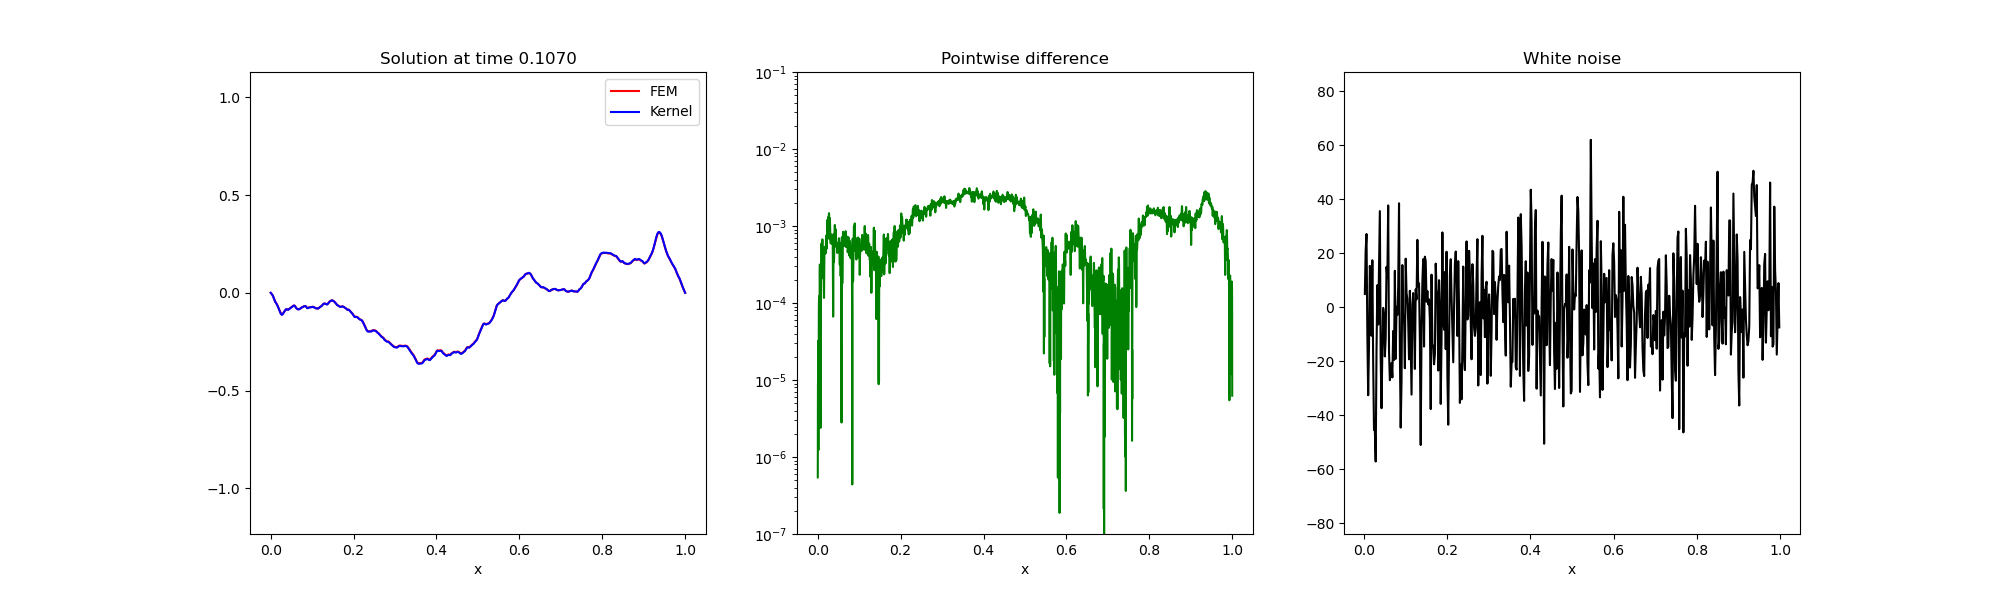 Solution at time 0.1070
FEM
Kernel
1.0
0.5
0.0
−0.5
−1.0
0.0 0.2 0.4 0.6 0.8 1.0
x
Pointwise difference
10⁻¹
10⁻²
10⁻³
10⁻⁴
10⁻⁵
10⁻⁶
10⁻⁷
0.0 0.2 0.4 0.6 0.8 1.0
x
White noise
80
60
40
20
0
−20
−40
−60
−80
0.0 0.2 0.4 0.6 0.8 1.0
x